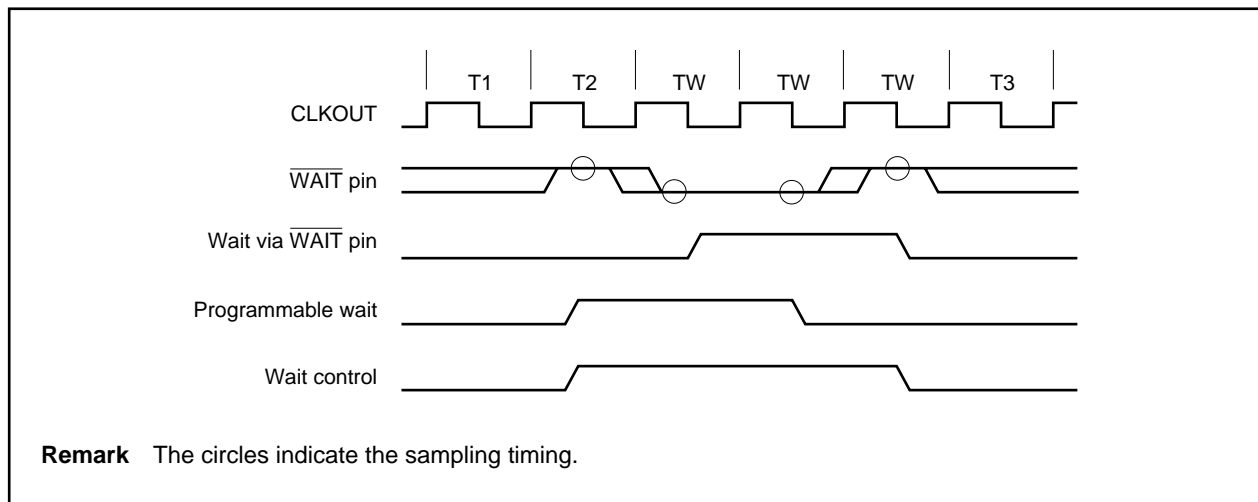 T1 T2 TW TW TW T3
CLKOUT
WAIT pin
Wait via WAIT pin
Programmable wait
Wait control
Remark The circles indicate the sampling timing.